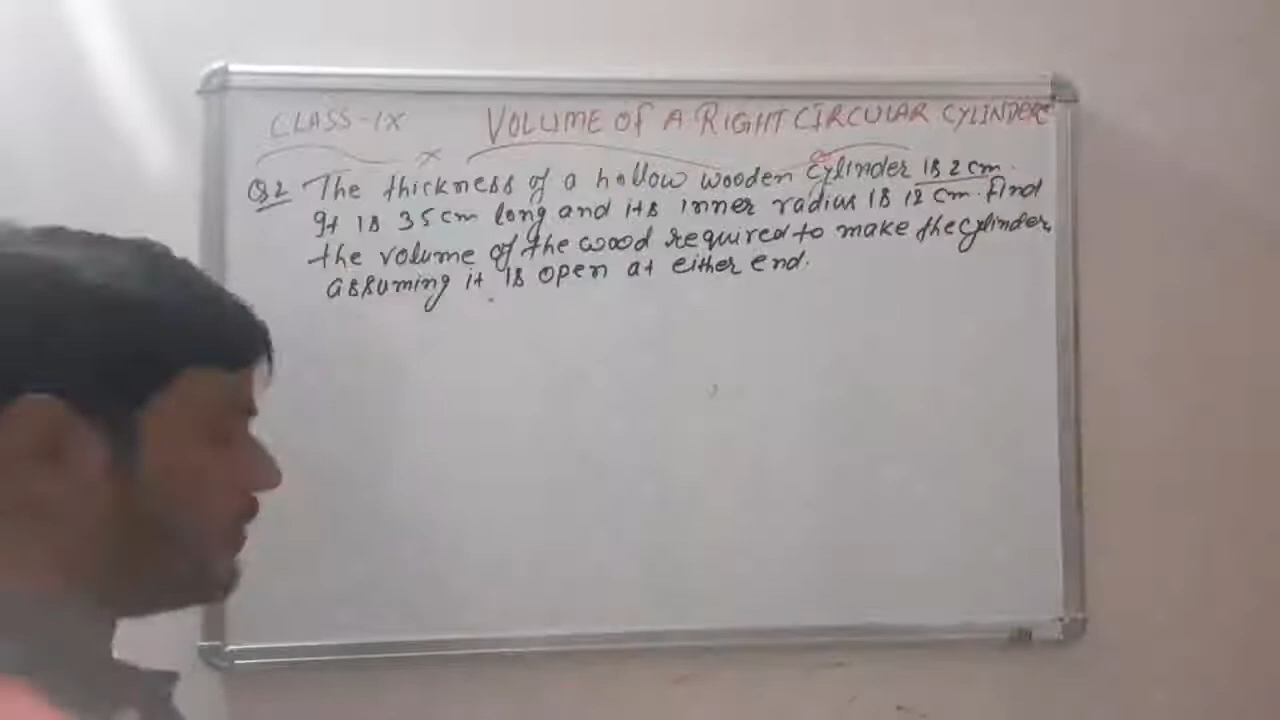 CLASS-IX VOLUME OF A RIGHT CIRCULAR CYLINDER
Q2 The thickness of a hollow wooden cylinder is 2 cm.
It is 35 cm long and its inner radius is 12 cm. Find
the volume of the wood required to make the cylinder,
assuming it is open at either end.